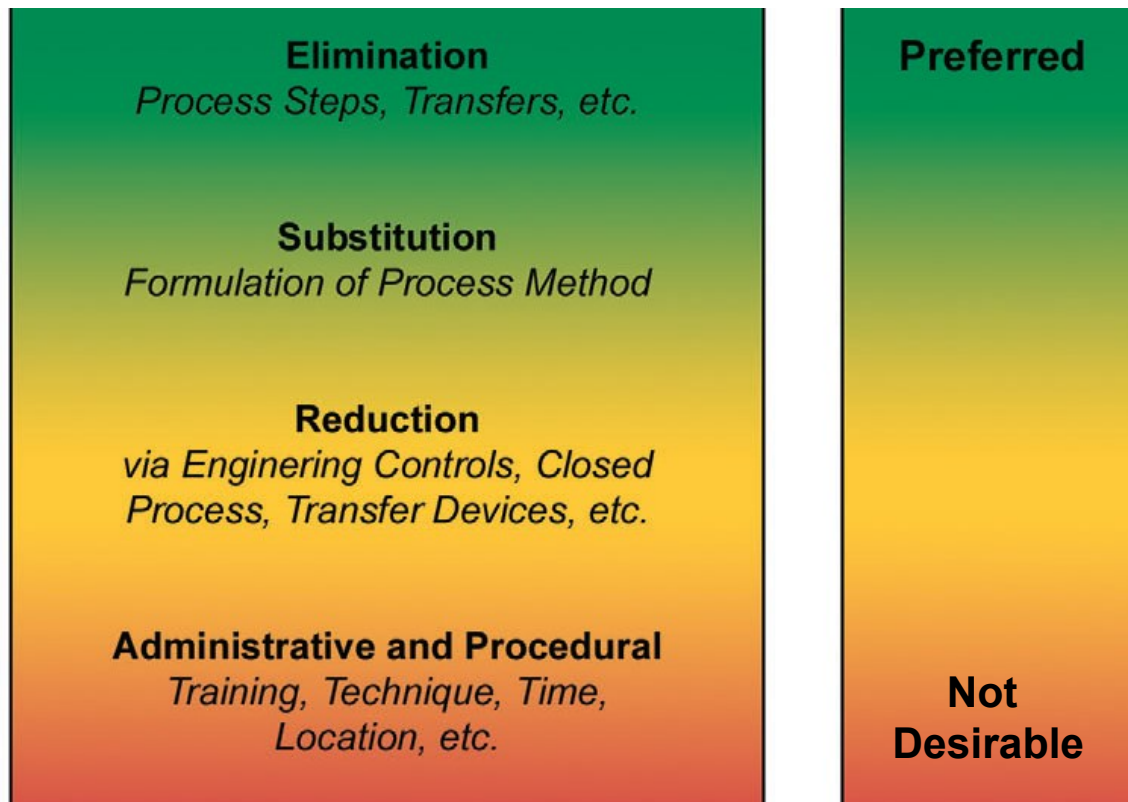 Elimination
Process Steps, Transfers, etc.
Substitution
Formulation of Process Method
Reduction
via Enginering Controls, Closed
Process, Transfer Devices, etc.
Administrative and Procedural
Training, Technique, Time,
Location, etc.
Preferred
Not
Desirable